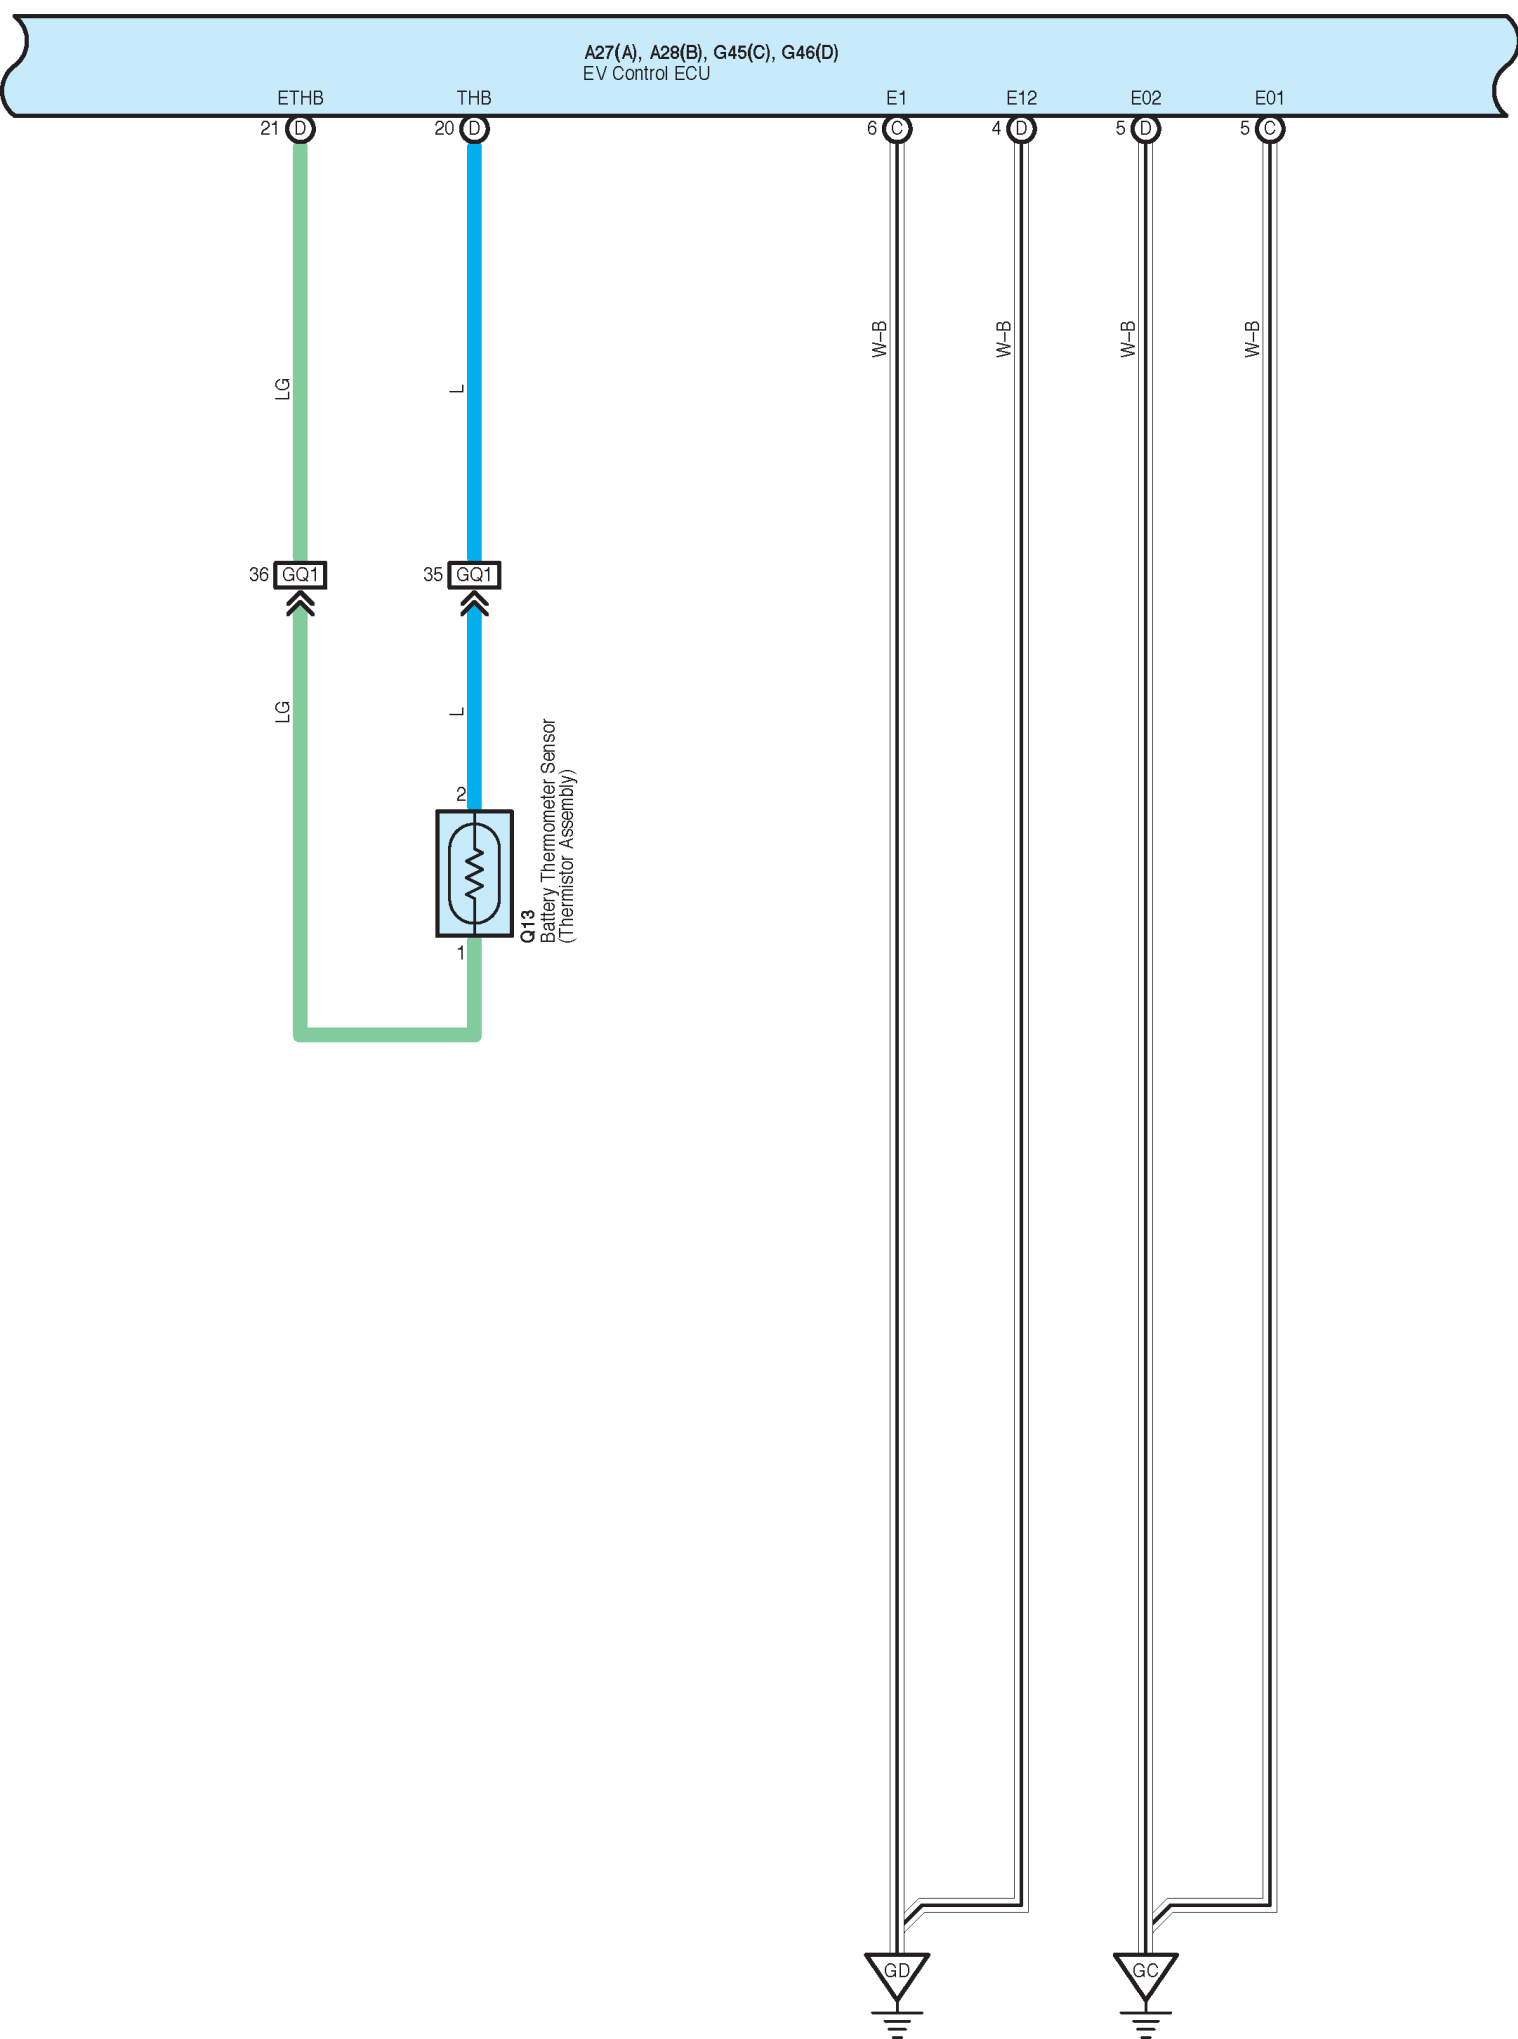 A27(A), A28(B), G45(C), G46(D)
EV Control ECU
ETHB THB E1 E12 E02 E01
21 D 20 D 6 C 4 D 5 D 5 C
W–B W–B W–B W–B
LG L
36 GQ1 35 GQ1
LG L
2
Q13
Battery Thermometer Sensor
(Thermistor Assembly)
1
GD GC